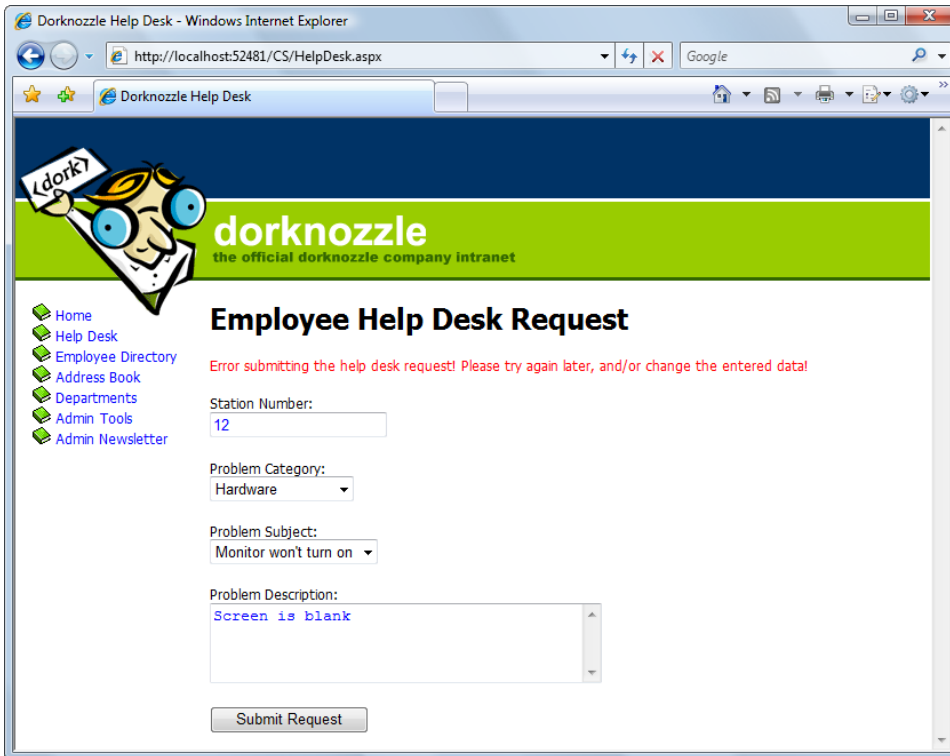 Dorknozzle Help Desk - Windows Internet Explorer
http://localhost:52481/CS/HelpDesk.aspx
Google
Dorknozzle Help Desk
<dork>
dorknozzle
the official dorknozzle company intranet
Home
Help Desk
Employee Directory
Address Book
Departments
Admin Tools
Admin Newsletter
Employee Help Desk Request
Error submitting the help desk request! Please try again later, and/or change the entered data!
Station Number:
12
Problem Category:
Hardware
Problem Subject:
Monitor won't turn on
Problem Description:
Screen is blank
Submit Request